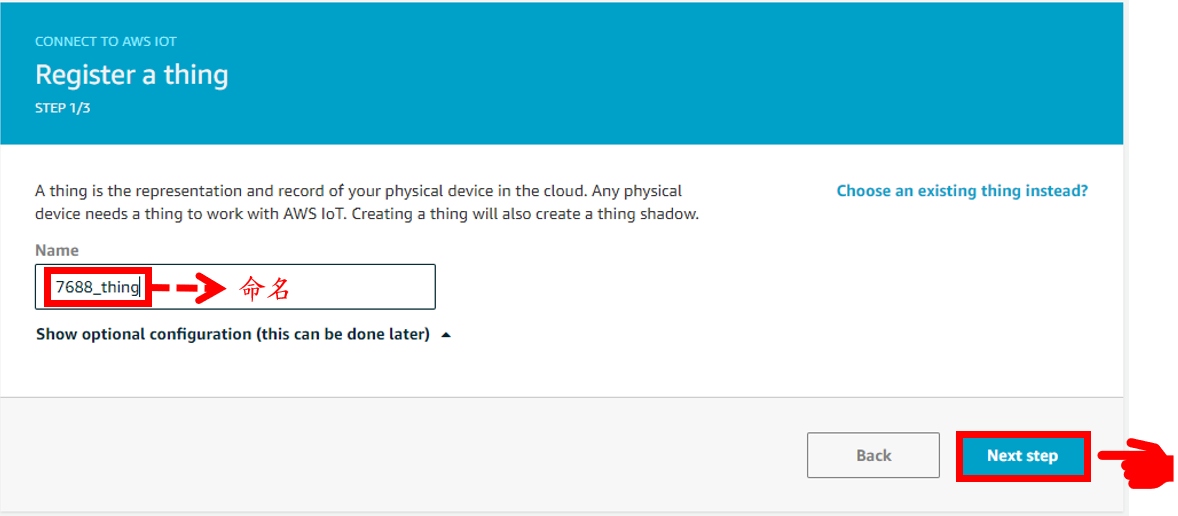 CONNECT TO AWS IOT
Register a thing
STEP 1/3
A thing is the representation and record of your physical device in the cloud. Any physical
device needs a thing to work with AWS IoT. Creating a thing will also create a thing shadow.
Choose an existing thing instead?
Name
7688_thing 命名
Show optional configuration (this can be done later)
Back
Next step